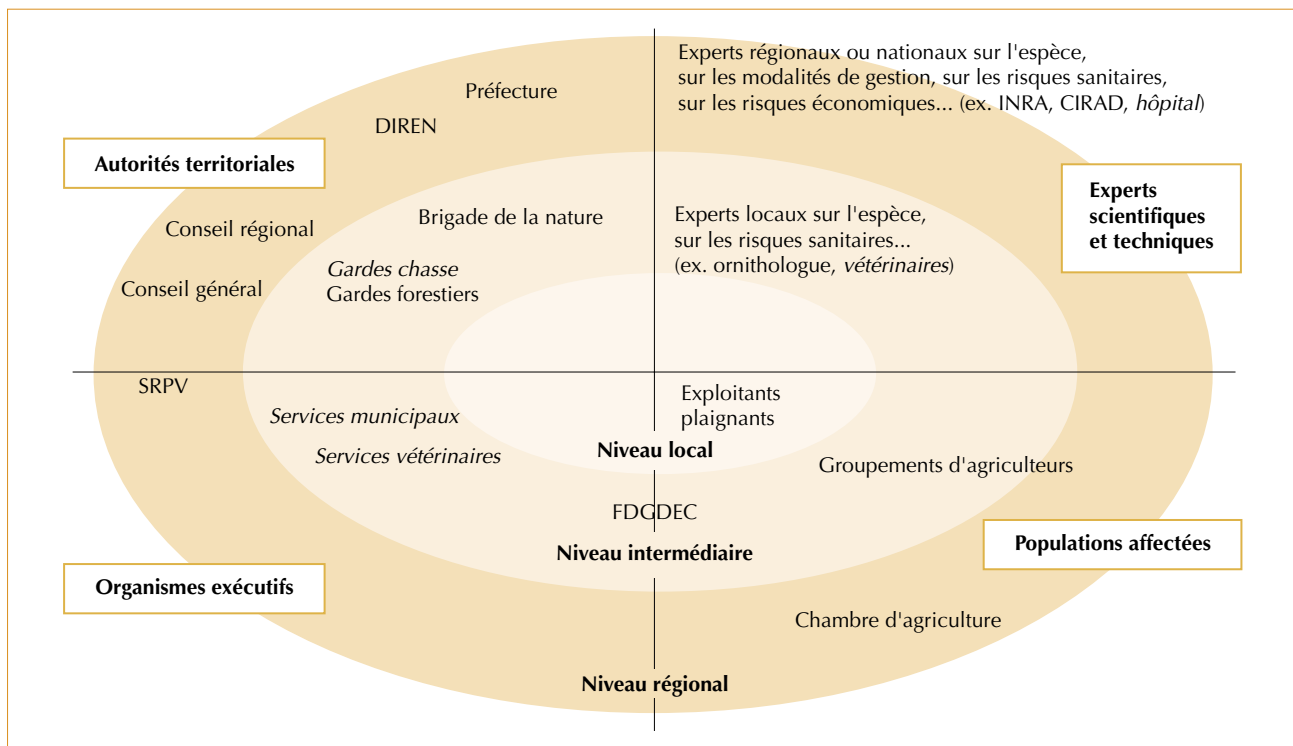 Experts régionaux ou nationaux sur l'espèce,
sur les modalités de gestion, sur les risques sanitaires,
sur les risques économiques... (ex. INRA, CIRAD, hôpital)
Préfecture
DIREN
Autorités territoriales
Experts
scientifiques
et techniques
Conseil régional
Brigade de la nature
Experts locaux sur l'espèce,
sur les risques sanitaires...
(ex. ornithologue, vétérinaires)
Conseil général
Gardes chasse
Gardes forestiers
SRPV
Exploitants
plaignants
Services municipaux
Services vétérinaires
Niveau local
Groupements d'agriculteurs
FDGDEC
Niveau intermédiaire
Populations affectées
Organismes exécutifs
Chambre d'agriculture
Niveau régional